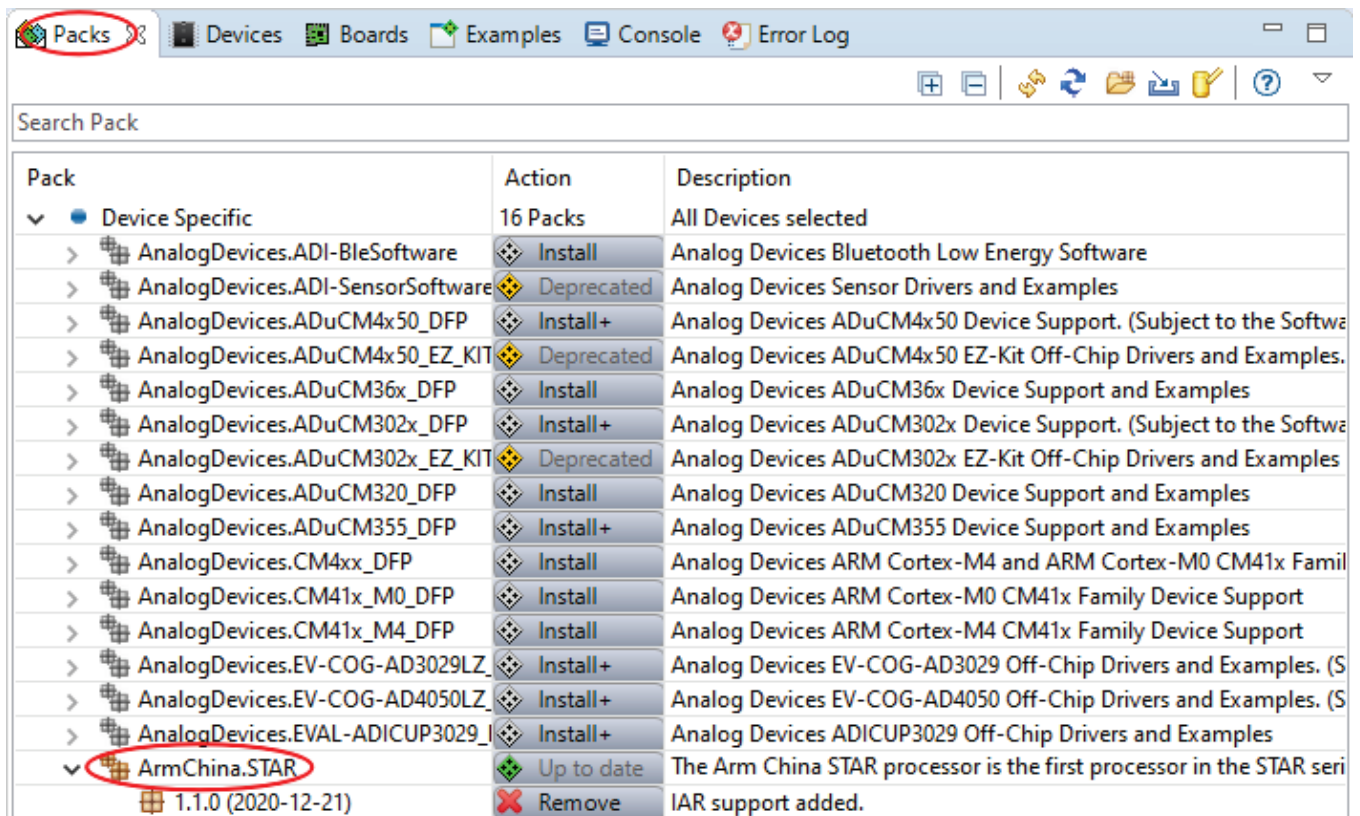 Packs Devices Boards Examples Console Error Log
Search Pack
Pack Action Description
Device Specific 16 Packs All Devices selected
AnalogDevices.ADI-BleSoftware Install Analog Devices Bluetooth Low Energy Software
AnalogDevices.ADI-SensorSoftware Deprecated Analog Devices Sensor Drivers and Examples
AnalogDevices.ADuCM4x50_DFP Install+ Analog Devices ADuCM4x50 Device Support. (Subject to the Softwa
AnalogDevices.ADuCM4x50_EZ_KIT Deprecated Analog Devices ADuCM4x50 EZ-Kit Off-Chip Drivers and Examples.
AnalogDevices.ADuCM36x_DFP Install Analog Devices ADuCM36x Device Support and Examples
AnalogDevices.ADuCM302x_DFP Install+ Analog Devices ADuCM302x Device Support. (Subject to the Softwa
AnalogDevices.ADuCM302x_EZ_KIT Deprecated Analog Devices ADuCM302x EZ-Kit Off-Chip Drivers and Examples
AnalogDevices.ADuCM320_DFP Install Analog Devices ADuCM320 Device Support and Examples
AnalogDevices.ADuCM355_DFP Install+ Analog Devices ADuCM355 Device Support and Examples
AnalogDevices.CM4xx_DFP Install Analog Devices ARM Cortex-M4 and ARM Cortex-M0 CM41x Famil
AnalogDevices.CM41x_M0_DFP Install Analog Devices ARM Cortex-M0 CM41x Family Device Support
AnalogDevices.CM41x_M4_DFP Install Analog Devices ARM Cortex-M4 CM41x Family Device Support
AnalogDevices.EV-COG-AD3029LZ_ Install+ Analog Devices EV-COG-AD3029 Off-Chip Drivers and Examples. (S
AnalogDevices.EV-COG-AD4050LZ_ Install+ Analog Devices EV-COG-AD4050 Off-Chip Drivers and Examples. (S
AnalogDevices.EVAL-ADICUP3029_ Install+ Analog Devices ADICUP3029 Off-Chip Drivers and Examples
ArmChina.STAR Up to date The Arm China STAR processor is the first processor in the STAR seri
1.1.0 (2020-12-21) Remove IAR support added.